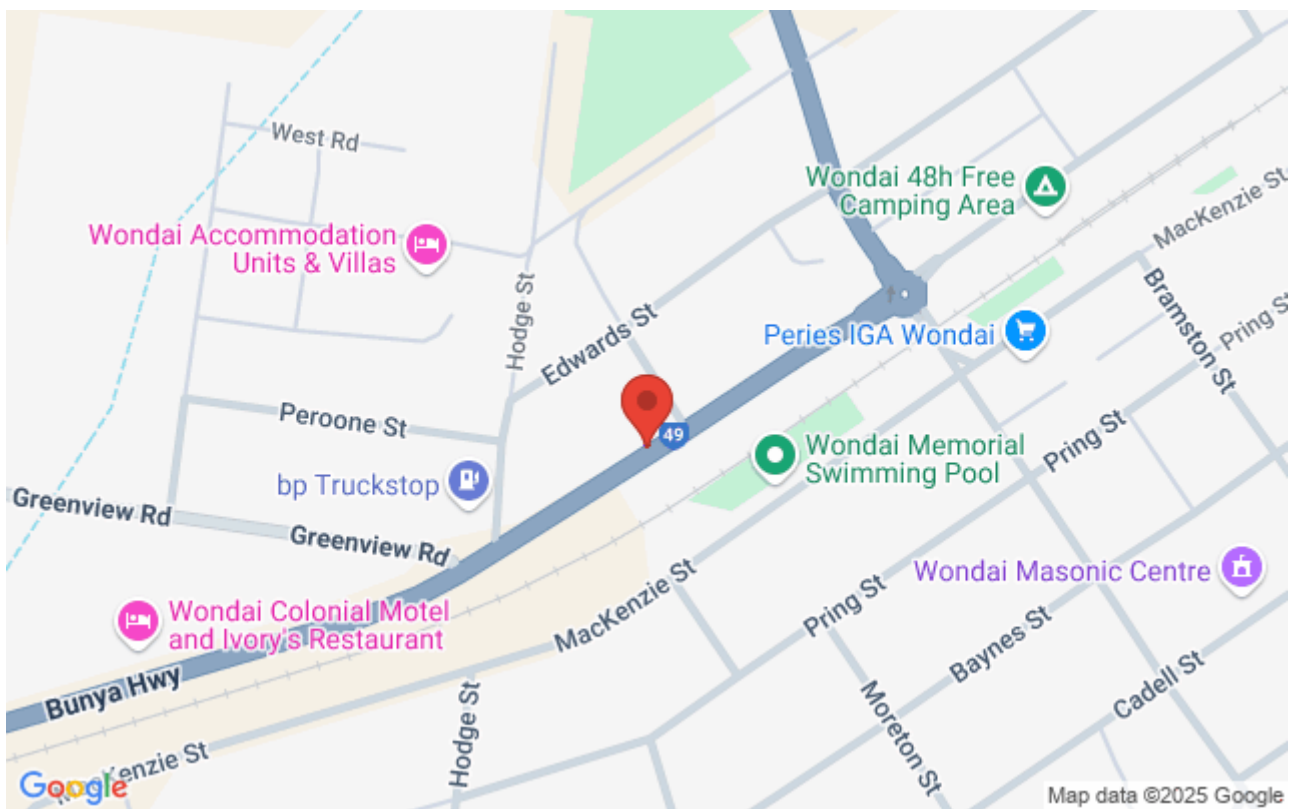 West Rd
Wondai 48h Free
Camping Area
MacKenzie St
Wondai Accommodation
Units & Villas
Hodge St
Bramston St
Edwards St
Peries IGA Wondai
Pring St
Peroone St
49
Wondai Memorial
Swimming Pool
Pring St
bp Truckstop
Greenview Rd
Greenview Rd
Wondai Masonic Centre
Wondai Colonial Motel
and Ivory's Restaurant
MacKenzie St
Pring St
Baynes St
Cadell St
Bunya Hwy
Moreton St
Hodge St
MacKenzie St
Google
Map data ©2025 Google